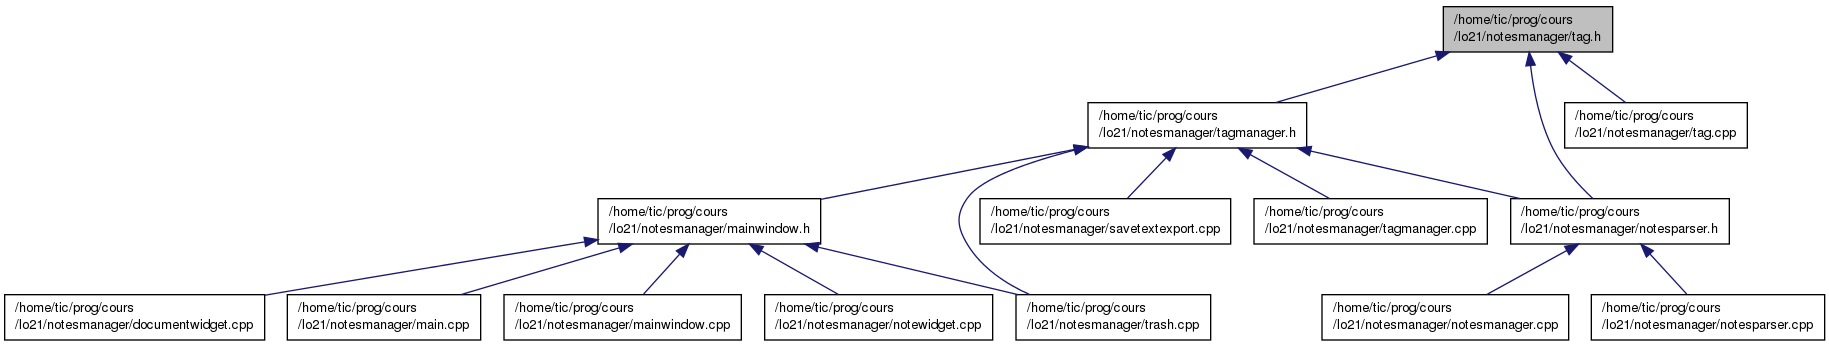 /home/tic/prog/cours
/lo21/notesmanager/tag.h
/home/tic/prog/cours
/lo21/notesmanager/tagmanager.h
/home/tic/prog/cours
/lo21/notesmanager/tag.cpp
/home/tic/prog/cours
/lo21/notesmanager/mainwindow.h
/home/tic/prog/cours
/lo21/notesmanager/savetextexport.cpp
/home/tic/prog/cours
/lo21/notesmanager/tagmanager.cpp
/home/tic/prog/cours
/lo21/notesmanager/notesparser.h
/home/tic/prog/cours
/lo21/notesmanager/documentwidget.cpp
/home/tic/prog/cours
/lo21/notesmanager/main.cpp
/home/tic/prog/cours
/lo21/notesmanager/mainwindow.cpp
/home/tic/prog/cours
/lo21/notesmanager/notewidget.cpp
/home/tic/prog/cours
/lo21/notesmanager/trash.cpp
/home/tic/prog/cours
/lo21/notesmanager/notesmanager.cpp
/home/tic/prog/cours
/lo21/notesmanager/notesparser.cpp